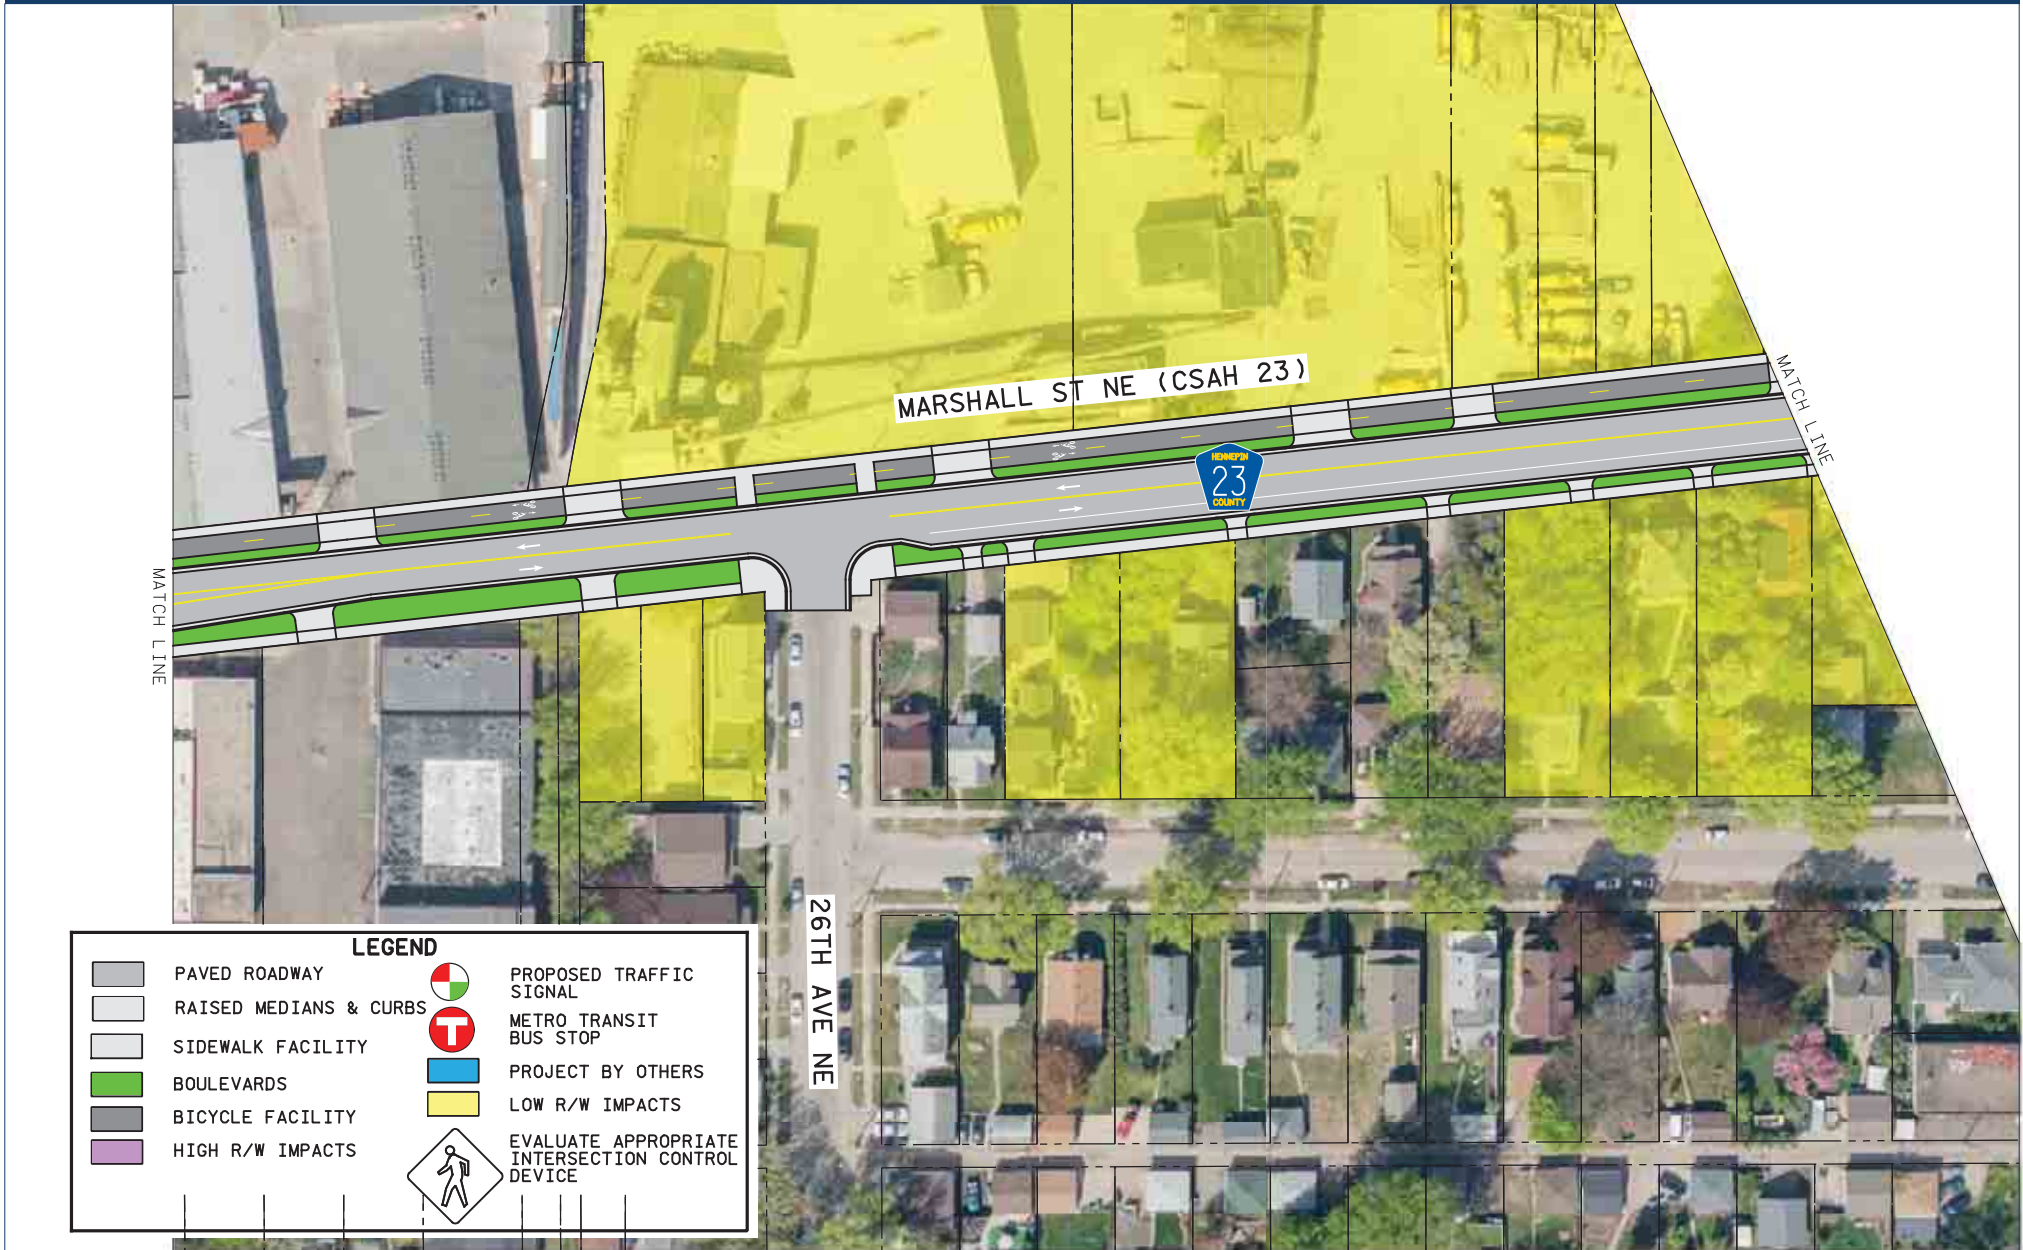 MARSHALL ST NE (CSAH 23)
MATCH LINE
HENNEPIN
23
COUNTY
MATCH LINE
26TH AVE NE
LEGEND
PAVED ROADWAY
RAISED MEDIANS & CURBS
SIDEWALK FACILITY
BOULEVARDS
BICYCLE FACILITY
HIGH R/W IMPACTS
PROPOSED TRAFFIC
SIGNAL
T
METRO TRANSIT
BUS STOP
PROJECT BY OTHERS
LOW R/W IMPACTS
EVALUATE APPROPRIATE
INTERSECTION CONTROL
DEVICE